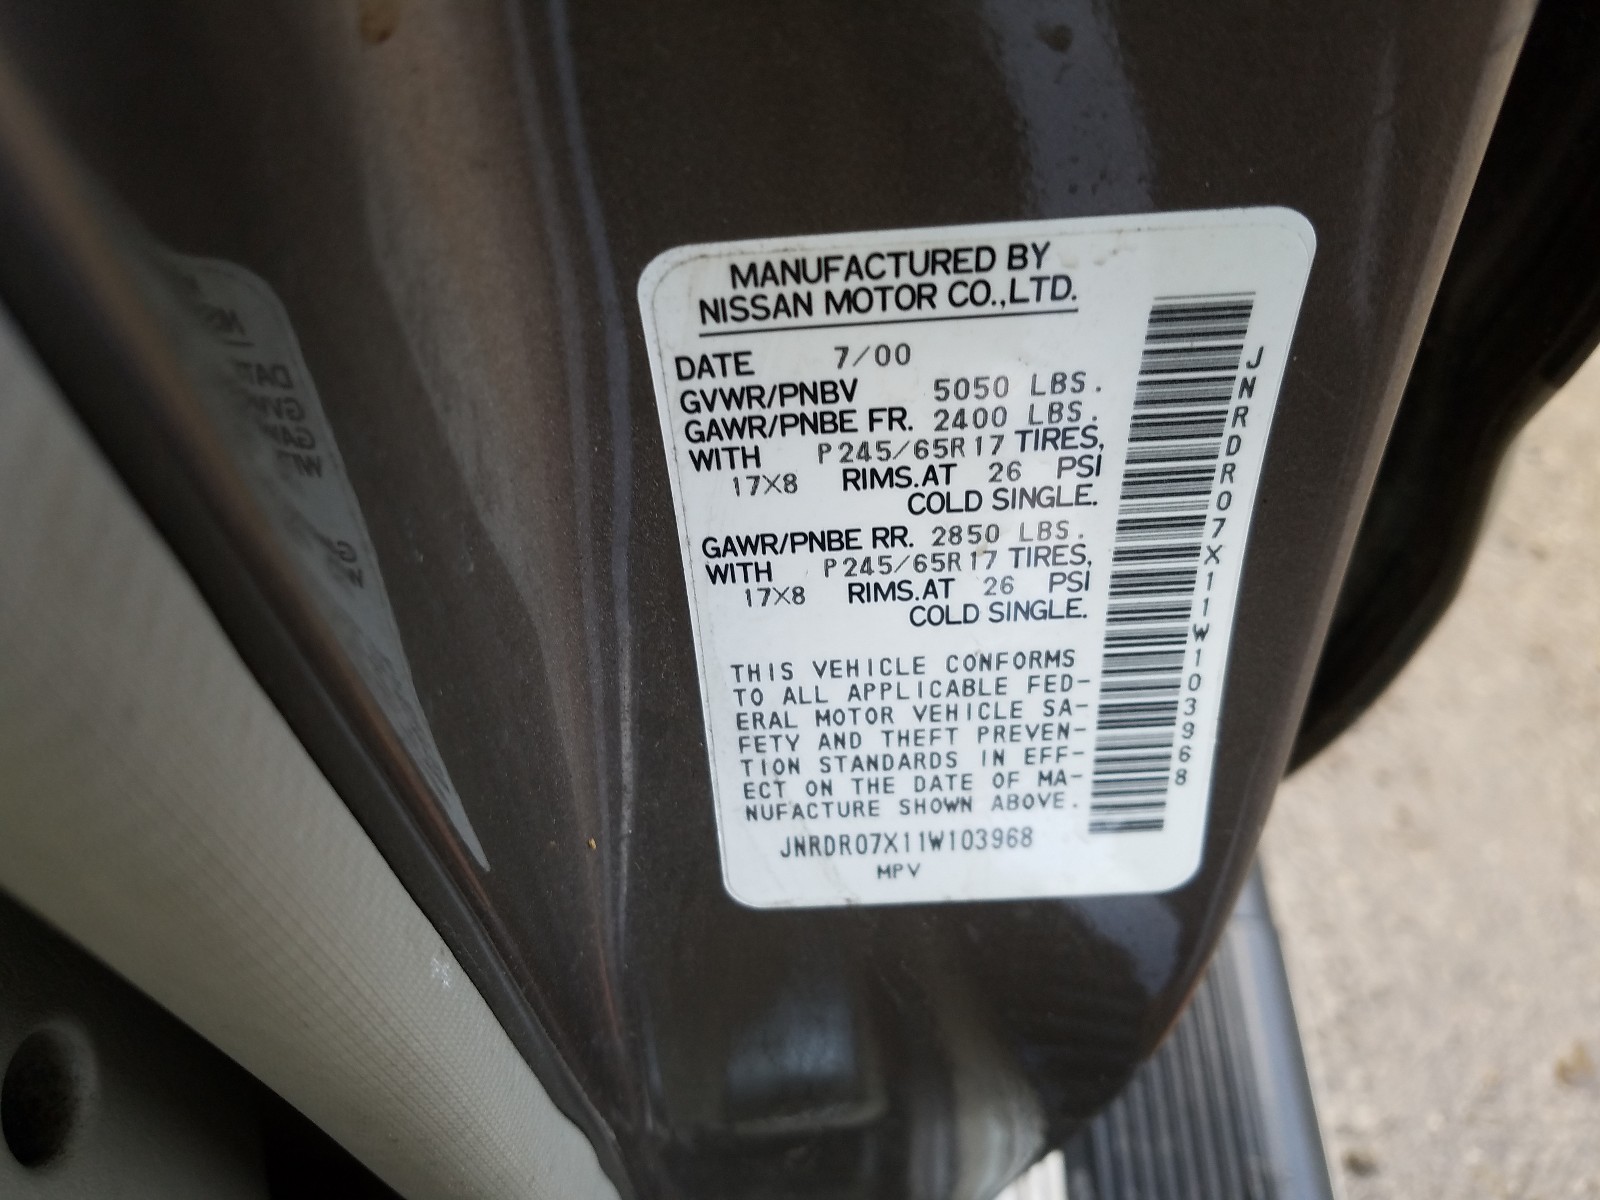 MANUFACTURED BY
NISSAN MOTOR CO.,LTD.
DATE 7/00
GVWR/PNBV 5050 LBS.
GAWR/PNBE FR. 2400 LBS.
WITH P245/65R17 TIRES,
17X8 RIMS.AT 26 PSI
COLD SINGLE.
GAWR/PNBE RR. 2850 LBS.
WITH P245/65R17 TIRES,
17X8 RIMS.AT 26 PSI
COLD SINGLE.
THIS VEHICLE CONFORMS
TO ALL APPLICABLE FED-
ERAL MOTOR VEHICLE SA-
FETY AND THEFT PREVEN-
TION STANDARDS IN EFF-
ECT ON THE DATE OF MA-
NUFACTURE SHOWN ABOVE.
JNRDR07X11W103968
MPV
JNRDR07X11W103968